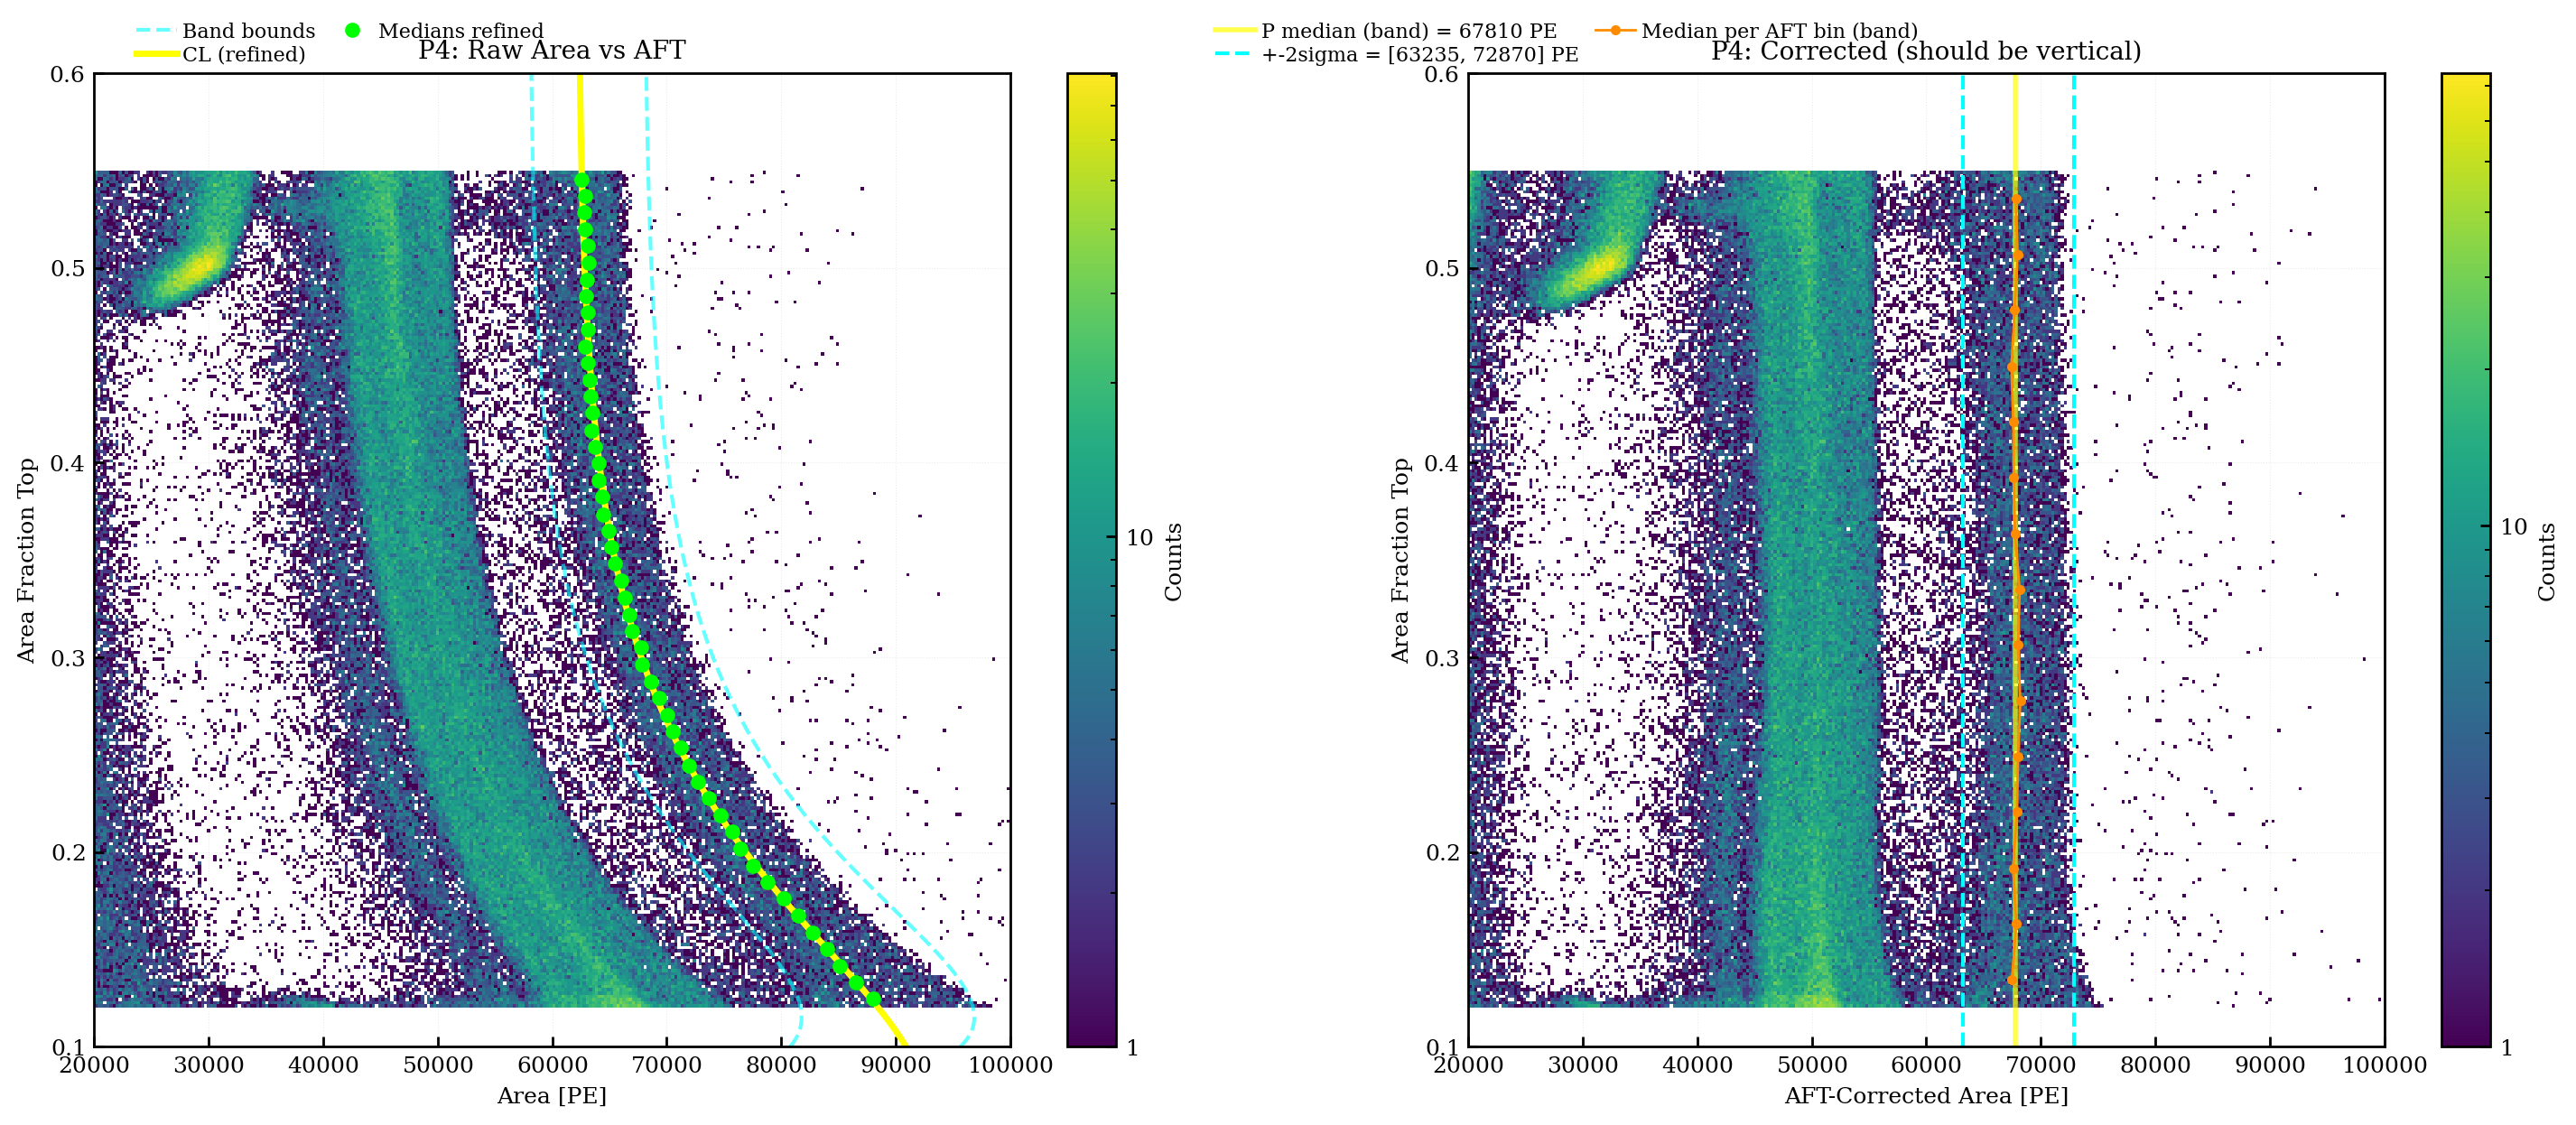 Band bounds
CL (refined)
Medians refined
P4: Raw Area vs AFT
0.6
0.5
0.4
0.3
0.2
0.1
Area Fraction Top
20000 30000 40000 50000 60000 70000 80000 90000 100000
Area [PE]
10
1
Counts
P median (band) = 67810 PE
+-2sigma = [63235, 72870] PE
Median per AFT bin (band)
P4: Corrected (should be vertical)
0.6
0.5
0.4
0.3
0.2
0.1
Area Fraction Top
20000 30000 40000 50000 60000 70000 80000 90000 100000
AFT-Corrected Area [PE]
10
1
Counts